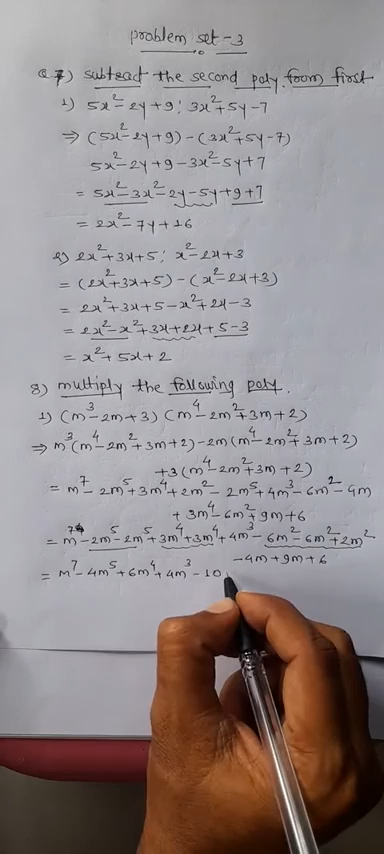 problem set - 3
Q 7) subtract the second poly. from first
1) 5x² - 2y + 9 ; 3x² + 5y - 7
⇒ (5x² - 2y + 9) - (3x² + 5y - 7)
5x² - 2y + 9 - 3x² - 5y + 7
= 5x² - 3x² - 2y - 5y + 9 + 7
= 2x² - 7y + 16
2) 2x² + 3x + 5 ; x² - 2x + 3
= (2x² + 3x + 5) - (x² - 2x + 3)
= 2x² + 3x + 5 - x² + 2x - 3
= 2x² - x² + 3x + 2x + 5 - 3
= x² + 5x + 2
8) multiply the following poly.
1) (m³ - 2m + 3) (m⁴ - 2m² + 3m + 2)
⇒ m³(m⁴ - 2m² + 3m + 2) - 2m(m⁴ - 2m² + 3m + 2)
+ 3(m⁴ - 2m² + 3m + 2)
= m⁷ - 2m⁵ + 3m⁴ + 2m² - 2m⁵ + 4m³ - 6m² - 4m
+ 3m⁴ - 6m² + 9m + 6
= m⁷ - 2m⁵ - 2m⁵ + 3m⁴ + 3m⁴ + 4m³ - 6m² - 6m² + 2m²
- 4m + 9m + 6
= m⁷ - 4m⁵ + 6m⁴ + 4m³ - 10